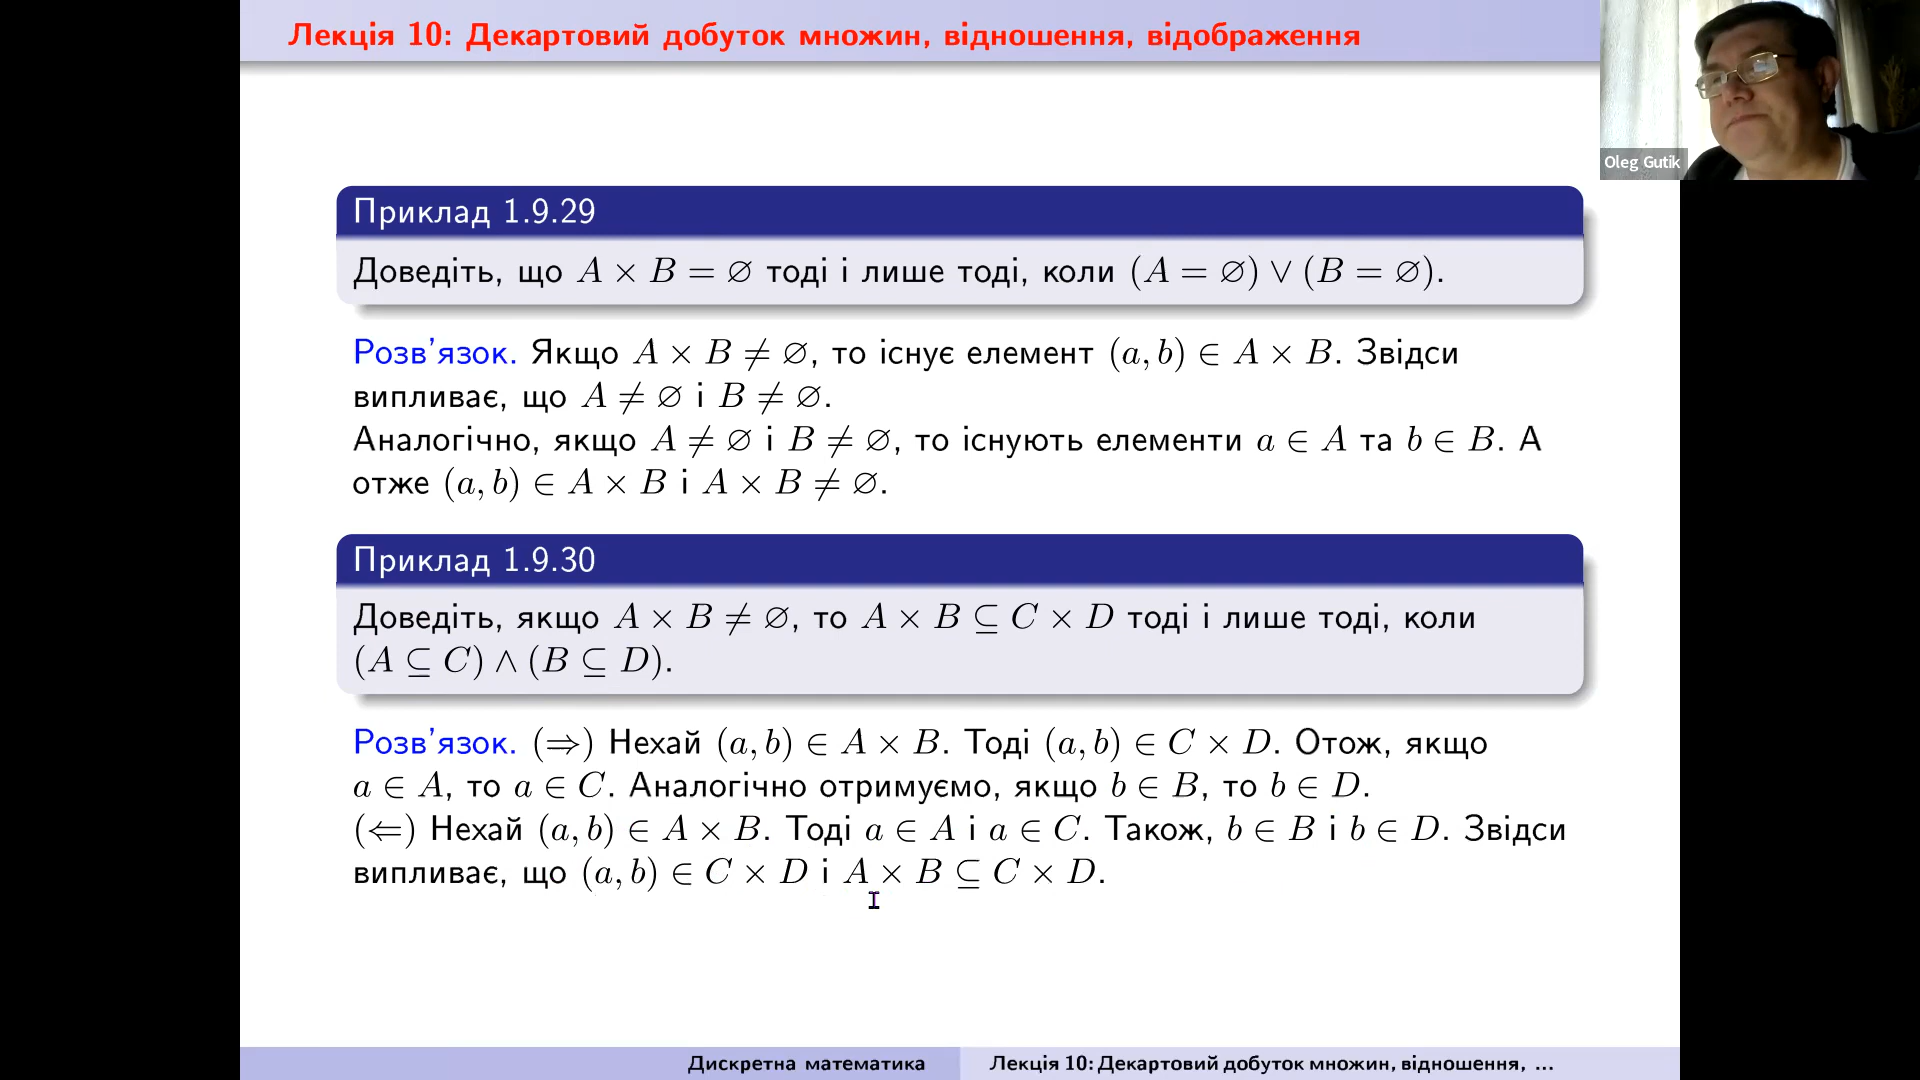 Лекція 10: Декартовий добуток множин, відношення, відображення
Oleg Gutik
Приклад 1.9.29
Доведіть, що A × B = ∅ тоді і лише тоді, коли (A = ∅) ∨ (B = ∅).
Розв'язок. Якщо A × B ≠ ∅, то існує елемент (a, b) ∈ A × B. Звідси
випливає, що A ≠ ∅ і B ≠ ∅.
Аналогічно, якщо A ≠ ∅ і B ≠ ∅, то існують елементи a ∈ A та b ∈ B. А
отже (a, b) ∈ A × B і A × B ≠ ∅.
Приклад 1.9.30
Доведіть, якщо A × B ≠ ∅, то A × B ⊆ C × D тоді і лише тоді, коли
(A ⊆ C) ∧ (B ⊆ D).
Розв'язок. (⇒) Нехай (a, b) ∈ A × B. Тоді (a, b) ∈ C × D. Отож, якщо
a ∈ A, то a ∈ C. Аналогічно отримуємо, якщо b ∈ B, то b ∈ D.
(⇐) Нехай (a, b) ∈ A × B. Тоді a ∈ A і a ∈ C. Також, b ∈ B і b ∈ D. Звідси
випливає, що (a, b) ∈ C × D і A × B ⊆ C × D.
Дискретна математика
Лекція 10: Декартовий добуток множин, відношення, ...